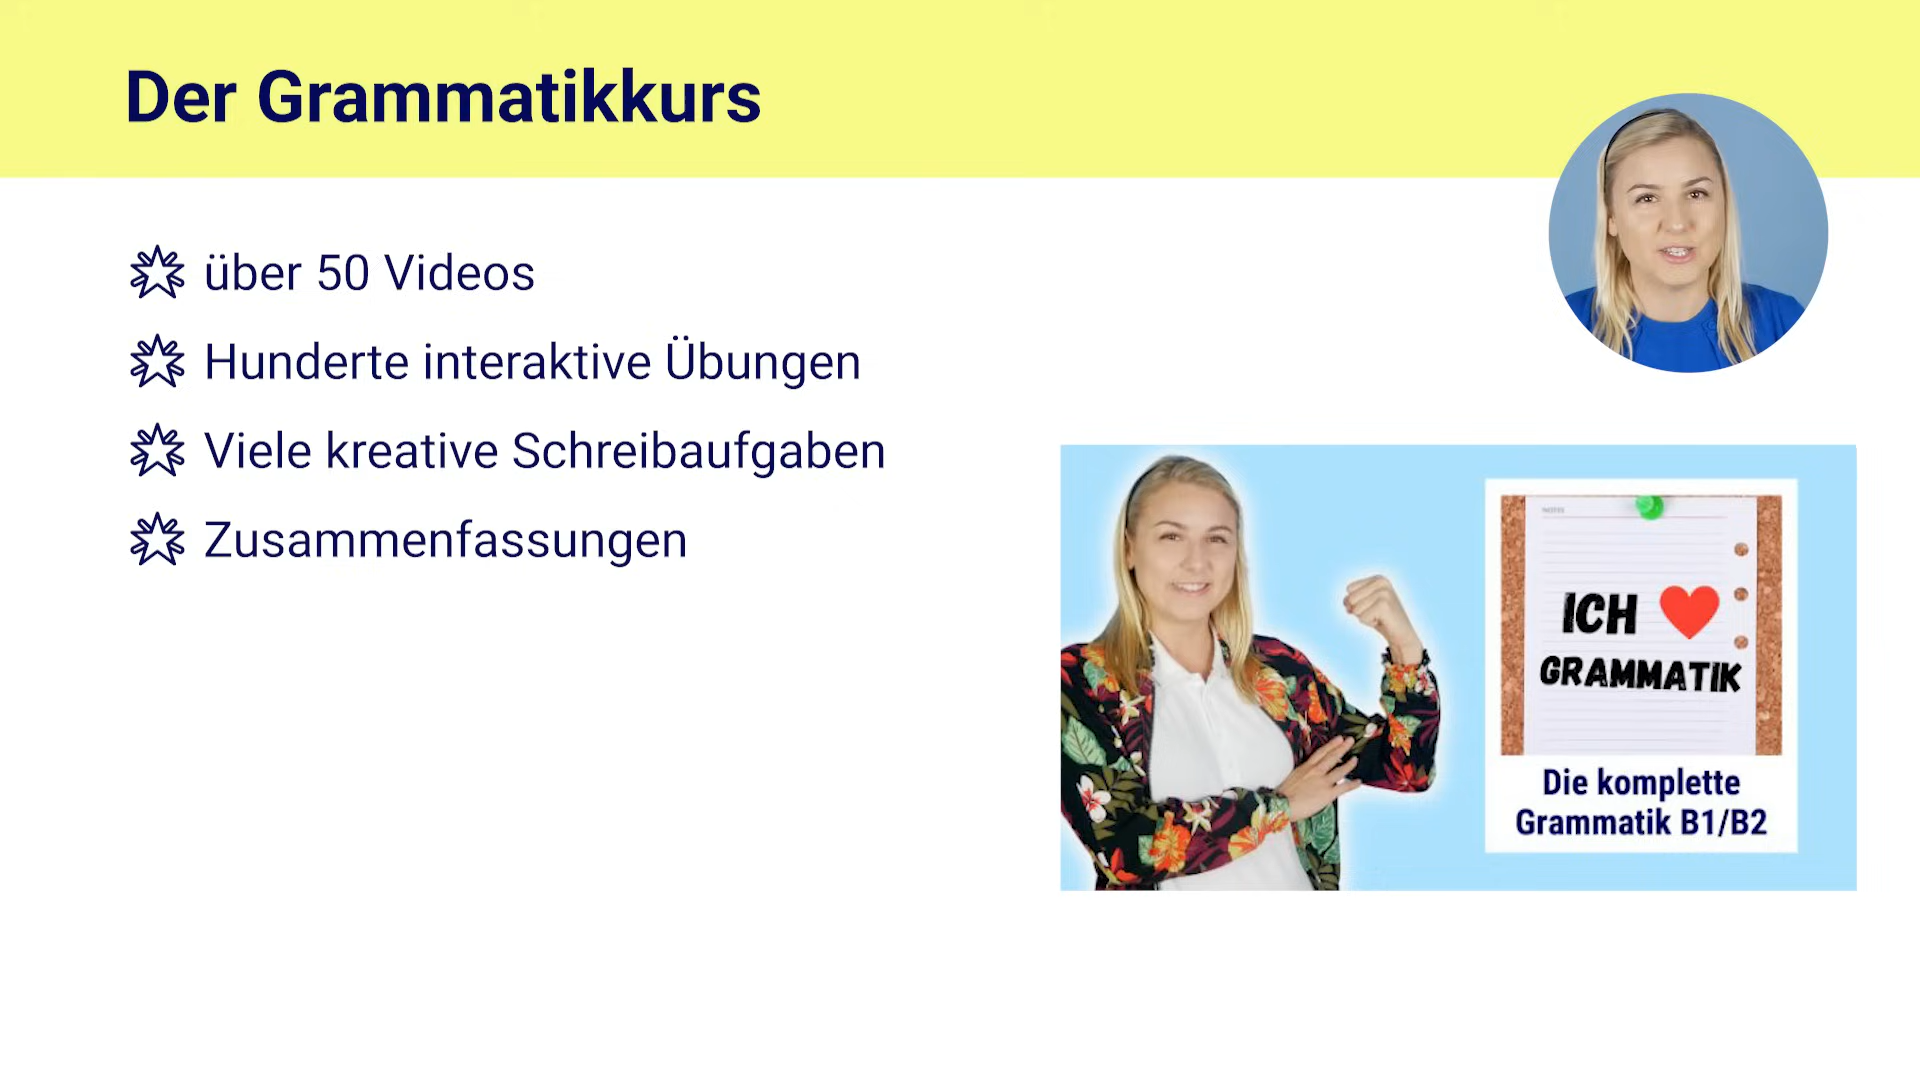 Der Grammatikkurs
über 50 Videos
Hunderte interaktive Übungen
Viele kreative Schreibaufgaben
Zusammenfassungen
NOTES
ICH ❤
GRAMMATIK
Die komplette
Grammatik B1/B2